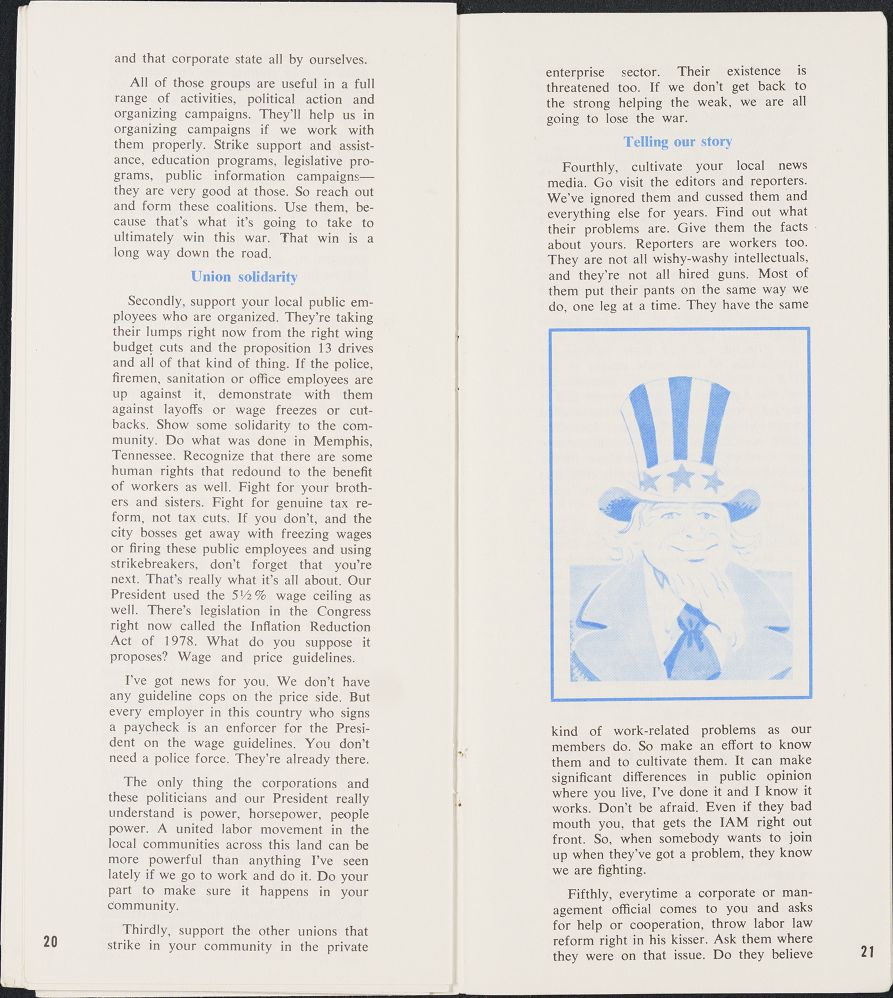 and that corporate state all by ourselves.
All of those groups are useful in a full
range of activities, political action and
organizing campaigns. They'll help us in
organizing campaigns if we work with
them properly. Strike support and assist-
ance, education programs, legislative pro-
grams, public information campaigns—
they are very good at those. So reach out
and form these coalitions. Use them, be-
cause that's what it's going to take to
ultimately win this war. That win is a
long way down the road.
Union solidarity
Secondly, support your local public em-
ployees who are organized. They're taking
their lumps right now from the right wing
budget cuts and the proposition 13 drives
and all of that kind of thing. If the police,
firemen, sanitation or office employees are
up against it, demonstrate with them
against layoffs or wage freezes or cut-
backs. Show some solidarity to the com-
munity. Do what was done in Memphis,
Tennessee. Recognize that there are some
human rights that redound to the benefit
of workers as well. Fight for your broth-
ers and sisters. Fight for genuine tax re-
form, not tax cuts. If you don't, and the
city bosses get away with freezing wages
or firing these public employees and using
strikebreakers, don't forget that you're
next. That's really what it's all about. Our
President used the 5½% wage ceiling as
well. There's legislation in the Congress
right now called the Inflation Reduction
Act of 1978. What do you suppose it
proposes? Wage and price guidelines.
I've got news for you. We don't have
any guideline cops on the price side. But
every employer in this country who signs
a paycheck is an enforcer for the Presi-
dent on the wage guidelines. You don't
need a police force. They're already there.
The only thing the corporations and
these politicians and our President really
understand is power, horsepower, people
power. A united labor movement in the
local communities across this land can be
more powerful than anything I've seen
lately if we go to work and do it. Do your
part to make sure it happens in your
community.
Thirdly, support the other unions that
strike in your community in the private
20
enterprise sector. Their existence is
threatened too. If we don't get back to
the strong helping the weak, we are all
going to lose the war.
Telling our story
Fourthly, cultivate your local news
media. Go visit the editors and reporters.
We've ignored them and cussed them and
everything else for years. Find out what
their problems are. Give them the facts
about yours. Reporters are workers too.
They are not all wishy-washy intellectuals,
and they're not all hired guns. Most of
them put their pants on the same way we
do, one leg at a time. They have the same
kind of work-related problems as our
members do. So make an effort to know
them and to cultivate them. It can make
significant differences in public opinion
where you live, I've done it and I know it
works. Don't be afraid. Even if they bad
mouth you, that gets the IAM right out
front. So, when somebody wants to join
up when they've got a problem, they know
we are fighting.
Fifthly, everytime a corporate or man-
agement official comes to you and asks
for help or cooperation, throw labor law
reform right in his kisser. Ask them where
they were on that issue. Do they believe
21